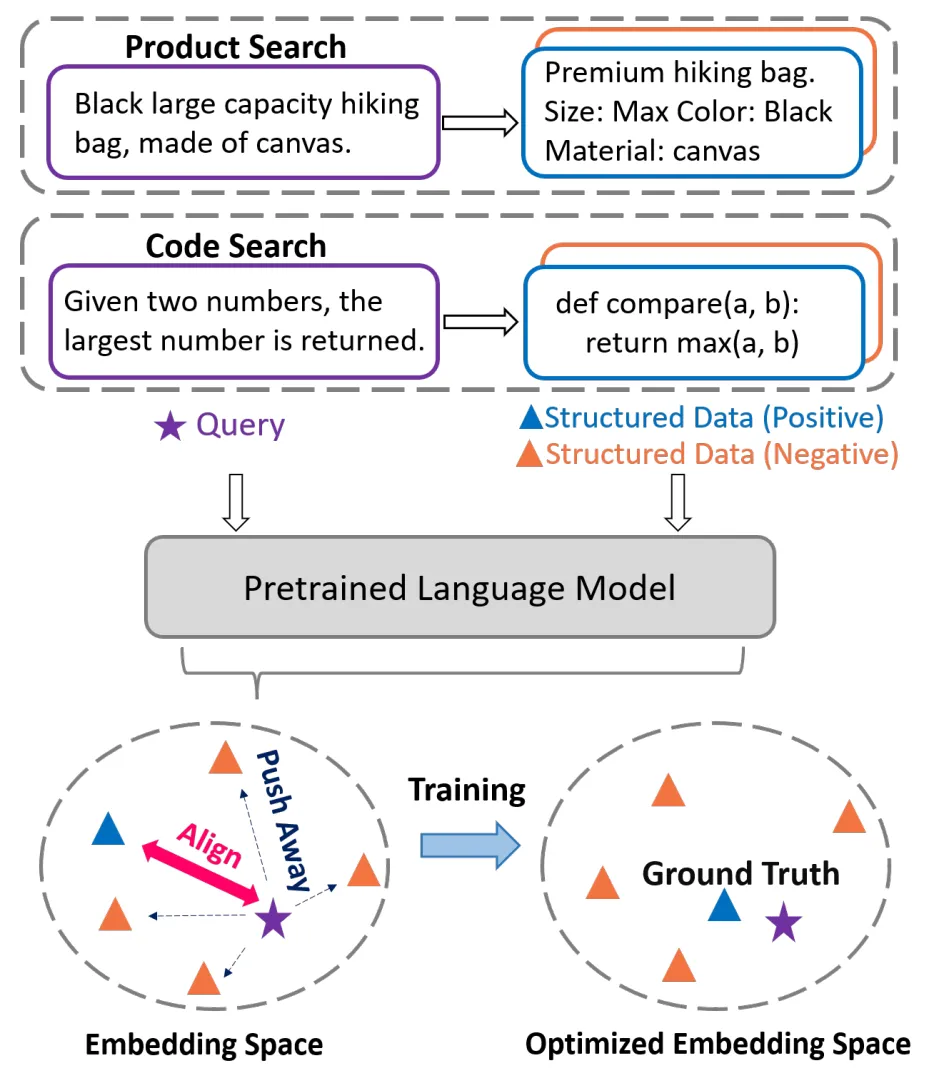 Product Search
Black large capacity hiking
bag, made of canvas.
Premium hiking bag.
Size: Max Color: Black
Material: canvas
Code Search
Given two numbers, the
largest number is returned.
def compare(a, b):
return max(a, b)
Query
Structured Data (Positive)
Structured Data (Negative)
Pretrained Language Model
Push Away
Align
Training
Ground Truth
Embedding Space
Optimized Embedding Space